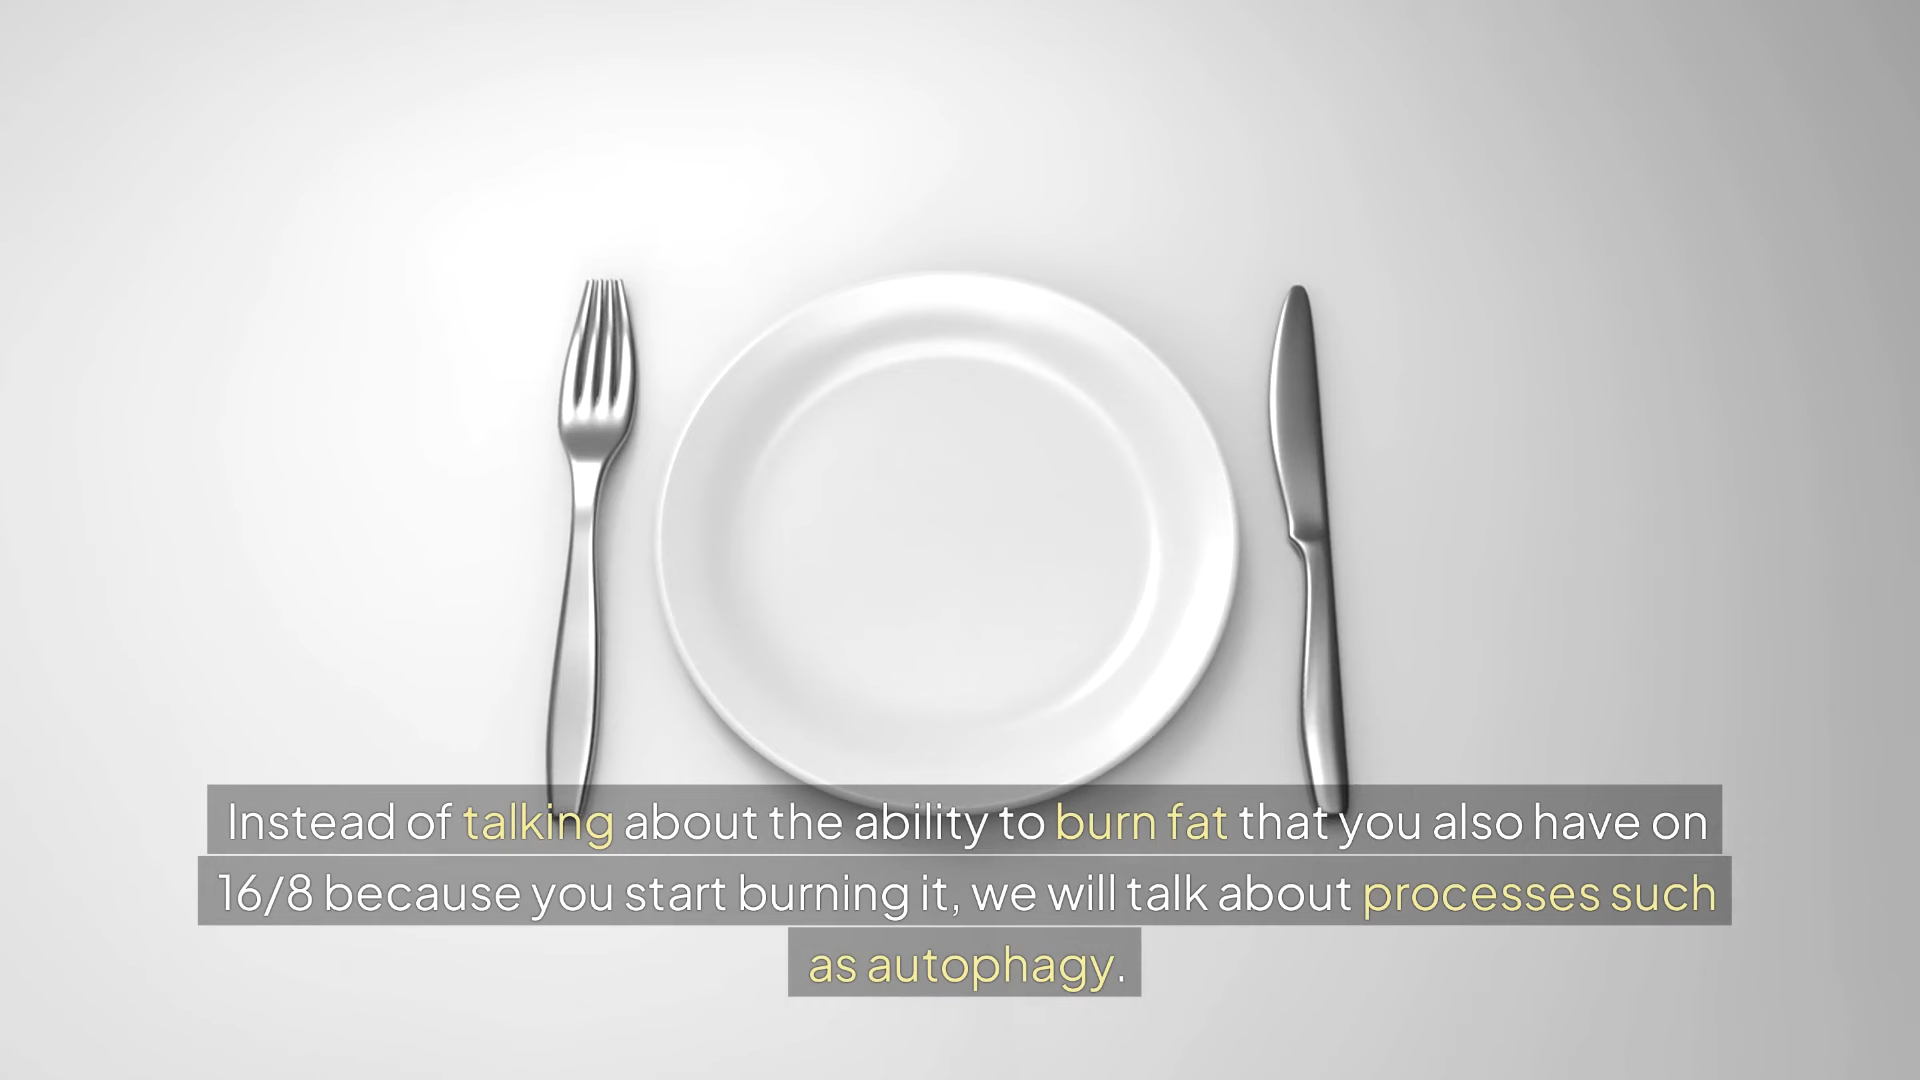 Instead of talking about the ability to burn fat that you also have on
16/8 because you start burning it, we will talk about processes such
as autophagy.